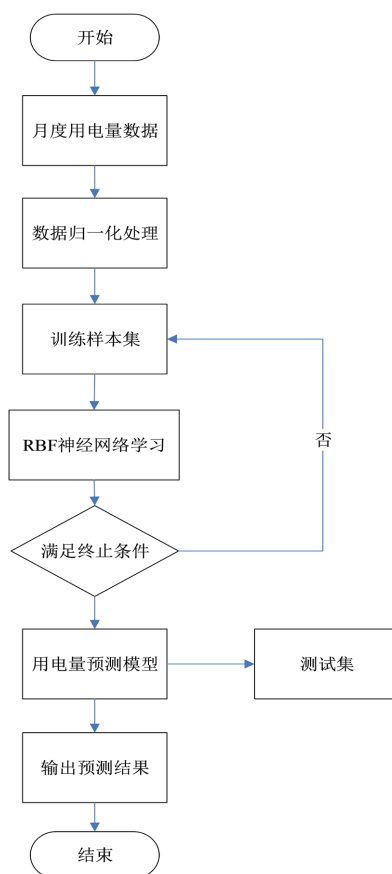 开始
月度用电量数据
数据归一化处理
训练样本集
RBF神经网络学习
否
满足终止条件
用电量预测模型
测试集
输出预测结果
结束